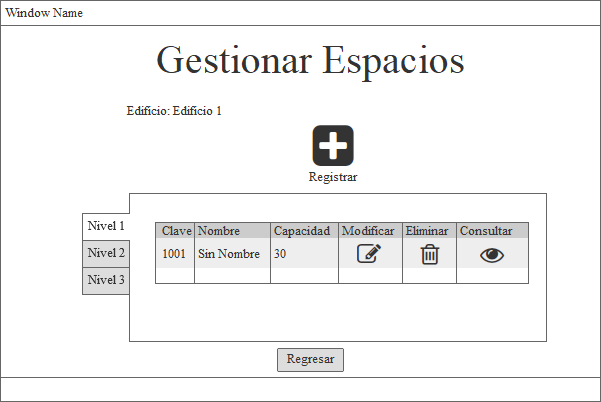 Window Name
Gestionar Espacios
Edificio: Edificio 1
Registrar
Nivel 1
Nivel 2
Nivel 3
Clave Nombre Capacidad Modificar Eliminar Consultar
1001 Sin Nombre 30
Regresar